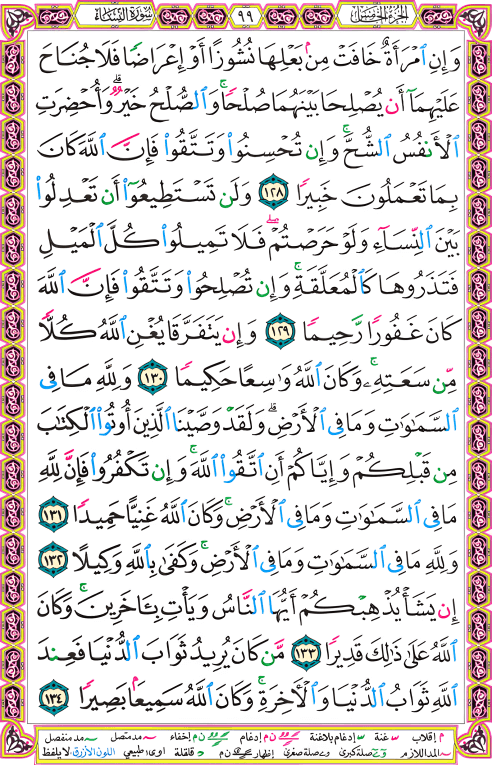 الجزء الخامس ٩٩ سورة النساء
وَإِنِ ٱمْرَأَةٌ خَافَتْ مِنۢ بَعْلِهَا نُشُوزًا أَوْ إِعْرَاضًا فَلَا جُنَاحَ
عَلَيْهِمَآ أَن يُصْلِحَا بَيْنَهُمَا صُلْحًاۚ وَٱلصُّلْحُ خَيْرٌۗ وَأُحْضِرَتِ
ٱلْأَنفُسُ ٱلشُّحَّۚ وَإِن تُحْسِنُوا۟ وَتَتَّقُوا۟ فَإِنَّ ٱللَّهَ كَانَ
بِمَا تَعْمَلُونَ خَبِيرًا ١٢٨ وَلَن تَسْتَطِيعُوٓا۟ أَن تَعْدِلُوا۟
بَيْنَ ٱلنِّسَآءِ وَلَوْ حَرَصْتُمْۖ فَلَا تَمِيلُوا۟ كُلَّ ٱلْمَيْلِ
فَتَذَرُوهَا كَٱلْمُعَلَّقَةِۚ وَإِن تُصْلِحُوا۟ وَتَتَّقُوا۟ فَإِنَّ ٱللَّهَ
كَانَ غَفُورًا رَّحِيمًا ١٢٩ وَإِن يَتَفَرَّقَا يُغْنِ ٱللَّهُ كُلًّا
مِّن سَعَتِهِۦۚ وَكَانَ ٱللَّهُ وَٰسِعًا حَكِيمًا ١٣٠ وَلِلَّهِ مَا فِى
ٱلسَّمَٰوَٰتِ وَمَا فِى ٱلْأَرْضِۗ وَلَقَدْ وَصَّيْنَا ٱلَّذِينَ أُوتُوا۟ ٱلْكِتَٰبَ
مِن قَبْلِكُمْ وَإِيَّاكُمْ أَنِ ٱتَّقُوا۟ ٱللَّهَۚ وَإِن تَكْفُرُوا۟ فَإِنَّ لِلَّهِ
مَا فِى ٱلسَّمَٰوَٰتِ وَمَا فِى ٱلْأَرْضِۚ وَكَانَ ٱللَّهُ غَنِيًّا حَمِيدًا ١٣١
وَلِلَّهِ مَا فِى ٱلسَّمَٰوَٰتِ وَمَا فِى ٱلْأَرْضِۚ وَكَفَىٰ بِٱللَّهِ وَكِيلًا ١٣٢
إِن يَشَأْ يُذْهِبْكُمْ أَيُّهَا ٱلنَّاسُ وَيَأْتِ بِـَٔاخَرِينَۚ وَكَانَ
ٱللَّهُ عَلَىٰ ذَٰلِكَ قَدِيرًا ١٣٣ مَّن كَانَ يُرِيدُ ثَوَابَ ٱلدُّنْيَا فَعِندَ
ٱللَّهِ ثَوَابُ ٱلدُّنْيَا وَٱلْآخِرَةِۚ وَكَانَ ٱللَّهُ سَمِيعًۢا بَصِيرًا ١٣٤
م إقلاب س غنة س إدغام بلاغنة ن م إدغام ن م إخفاء مد متصل مد منفصل
المد اللازم صلة كبرى صلة صغرى إظهار ن م قلقلة د اوى: طبيعي اللون الأزرق لا يلفظ